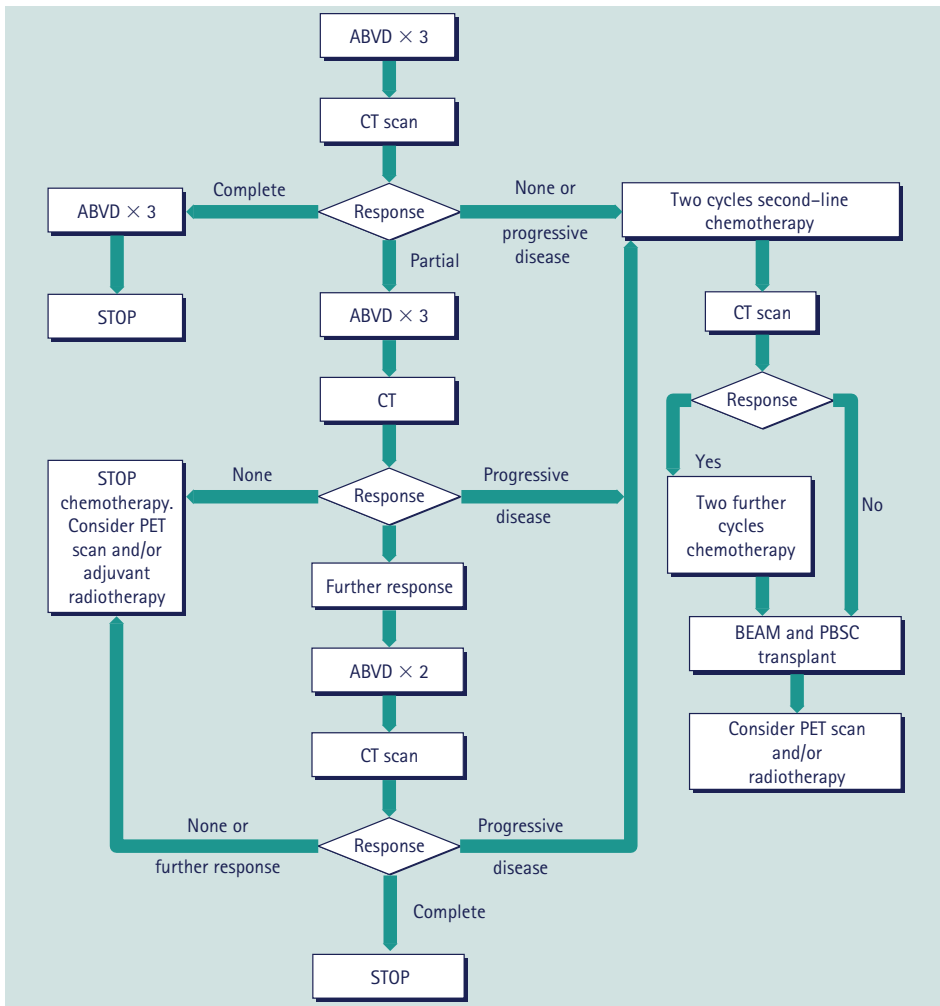 ABVD × 3
CT scan
Response
Complete
ABVD × 3
STOP
None or
progressive
disease
Two cycles second–line
chemotherapy
Partial
ABVD × 3
CT
Response
None
STOP
chemotherapy.
Consider PET
scan and/or
adjuvant
radiotherapy
Progressive
disease
CT scan
Response
Yes
Two further
cycles
chemotherapy
No
BEAM and PBSC
transplant
Consider PET scan
and/or
radiotherapy
Further response
ABVD × 2
CT scan
Response
None or
further response
Progressive
disease
Complete
STOP